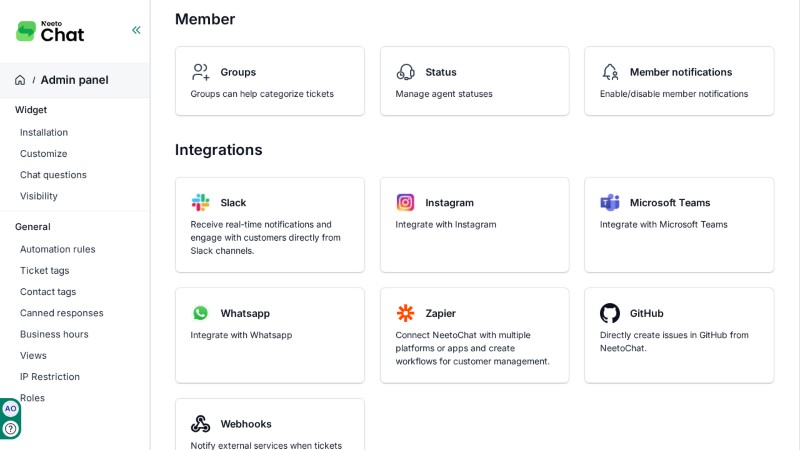 Neeto
Chat
/ Admin panel
Widget
Installation
Customize
Chat questions
Visibility
General
Automation rules
Ticket tags
Contact tags
Canned responses
Business hours
Views
IP Restriction
Roles
AO
?
Member
Groups
Groups can help categorize tickets
Status
Manage agent statuses
Member notifications
Enable/disable member notifications
Integrations
Slack
Receive real-time notifications and
engage with customers directly from
Slack channels.
Instagram
Integrate with Instagram
Microsoft Teams
Integrate with Microsoft Teams
Whatsapp
Integrate with Whatsapp
Zapier
Connect NeetoChat with multiple
platforms or apps and create
workflows for customer management.
GitHub
Directly create issues in GitHub from
NeetoChat.
Webhooks
Notify external services when tickets